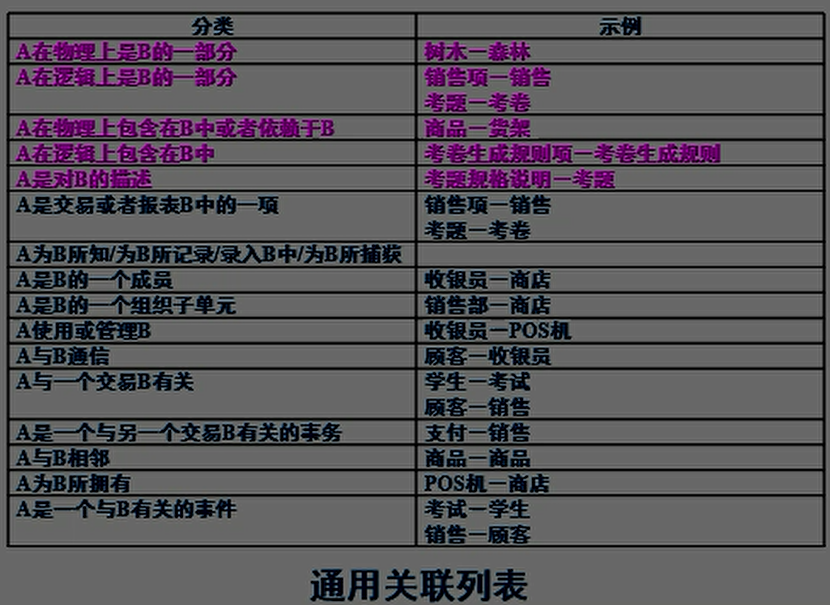 分类 示例
A在物理上是B的一部分 树木—森林
A在逻辑上是B的一部分 销售项—销售
考题—考卷
A在物理上包含在B中或者依赖于B 商品—货架
A在逻辑上包含在B中 考卷生成规则项—考卷生成规则
A是对B的描述 考题规格说明—考题
A是交易或者报表B中的一项 销售项—销售
考题—考卷
A为B所知/为B所记录/录入B中/为B所捕获
A是B的一个成员 收银员—商店
A是B的一个组织子单元 销售部—商店
A使用或管理B 收银员—POS机
A与B通信 顾客—收银员
A与一个交易B有关 学生—考试
顾客—销售
A是一个与另一个交易B有关的事务 支付—销售
A与B相邻 商品—商品
A为B所拥有 POS机—商店
A是一个与B有关的事件 考试—学生
销售—顾客
通用关联列表